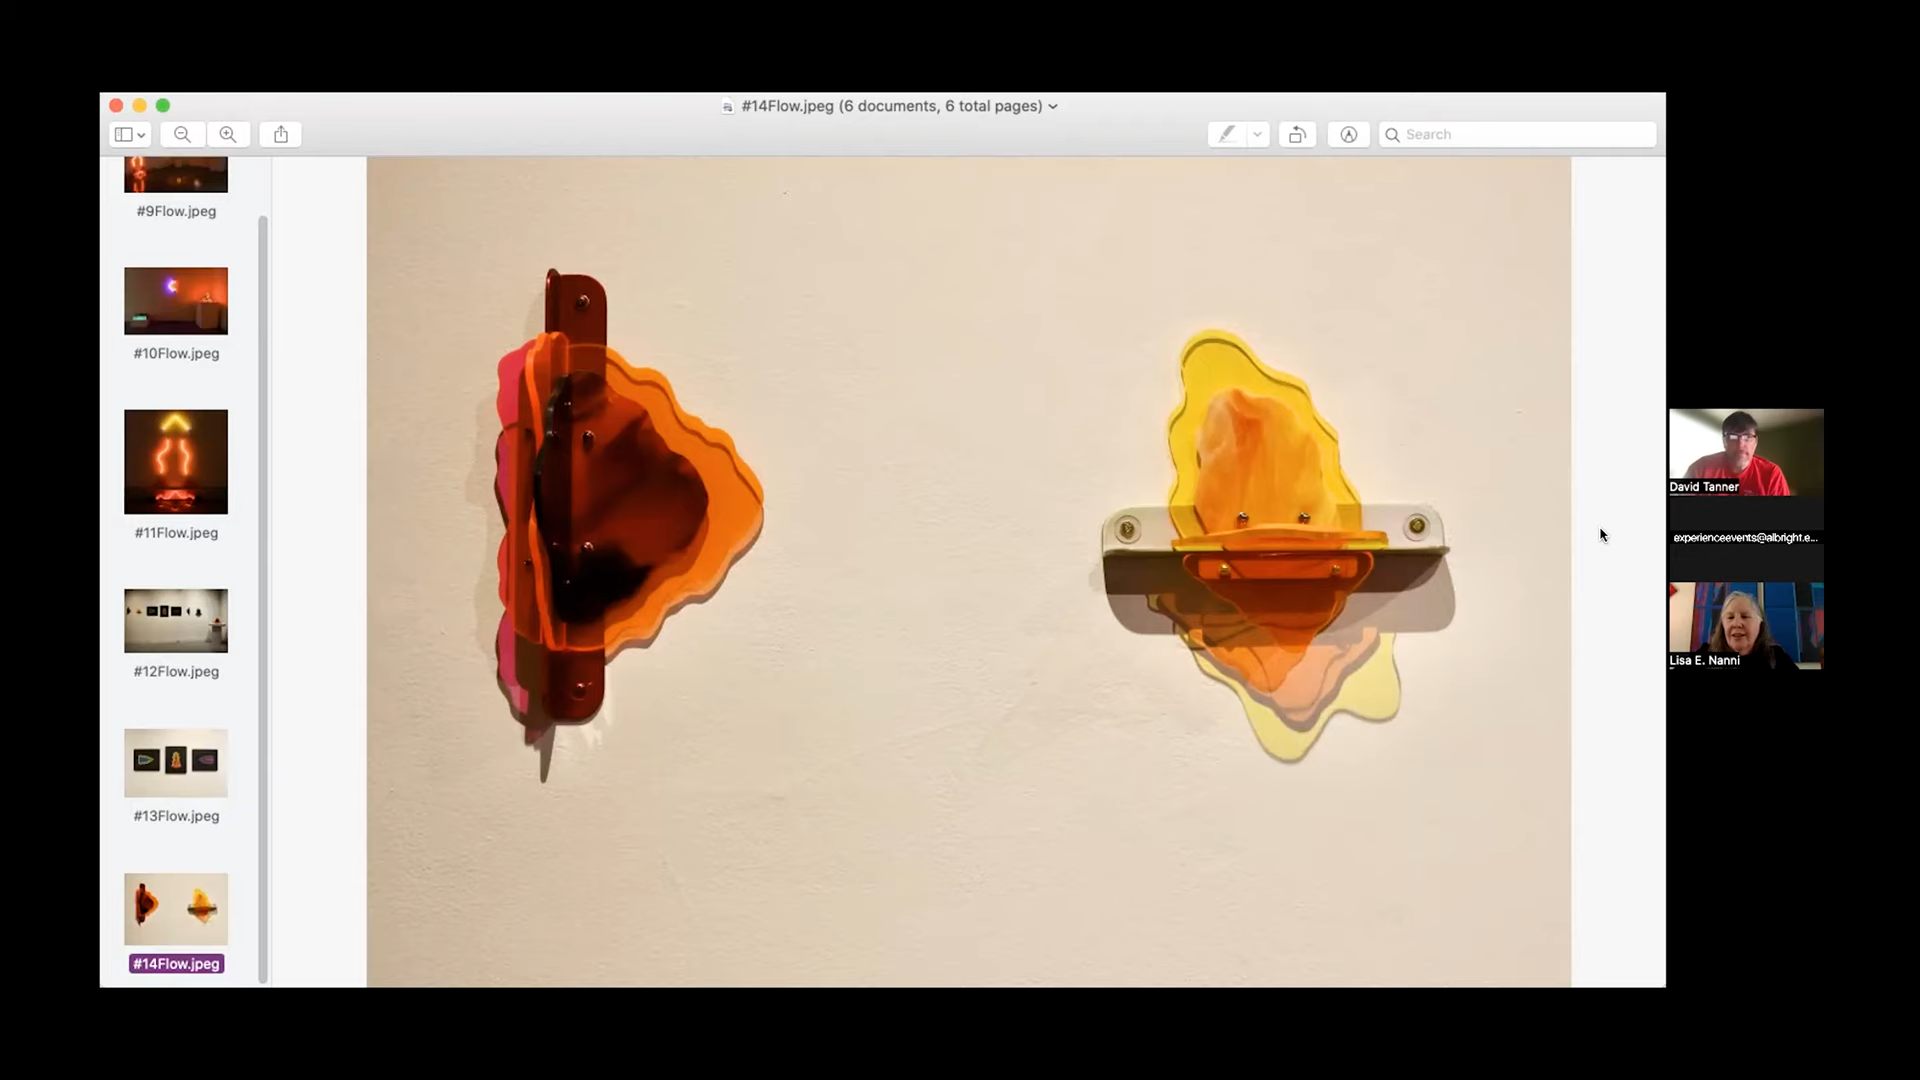 #14Flow.jpeg (6 documents, 6 total pages)
Search
#9Flow.jpeg
#10Flow.jpeg
#11Flow.jpeg
#12Flow.jpeg
#13Flow.jpeg
#14Flow.jpeg
David Tanner
experienceevents@albright.e...
Lisa E. Nanni